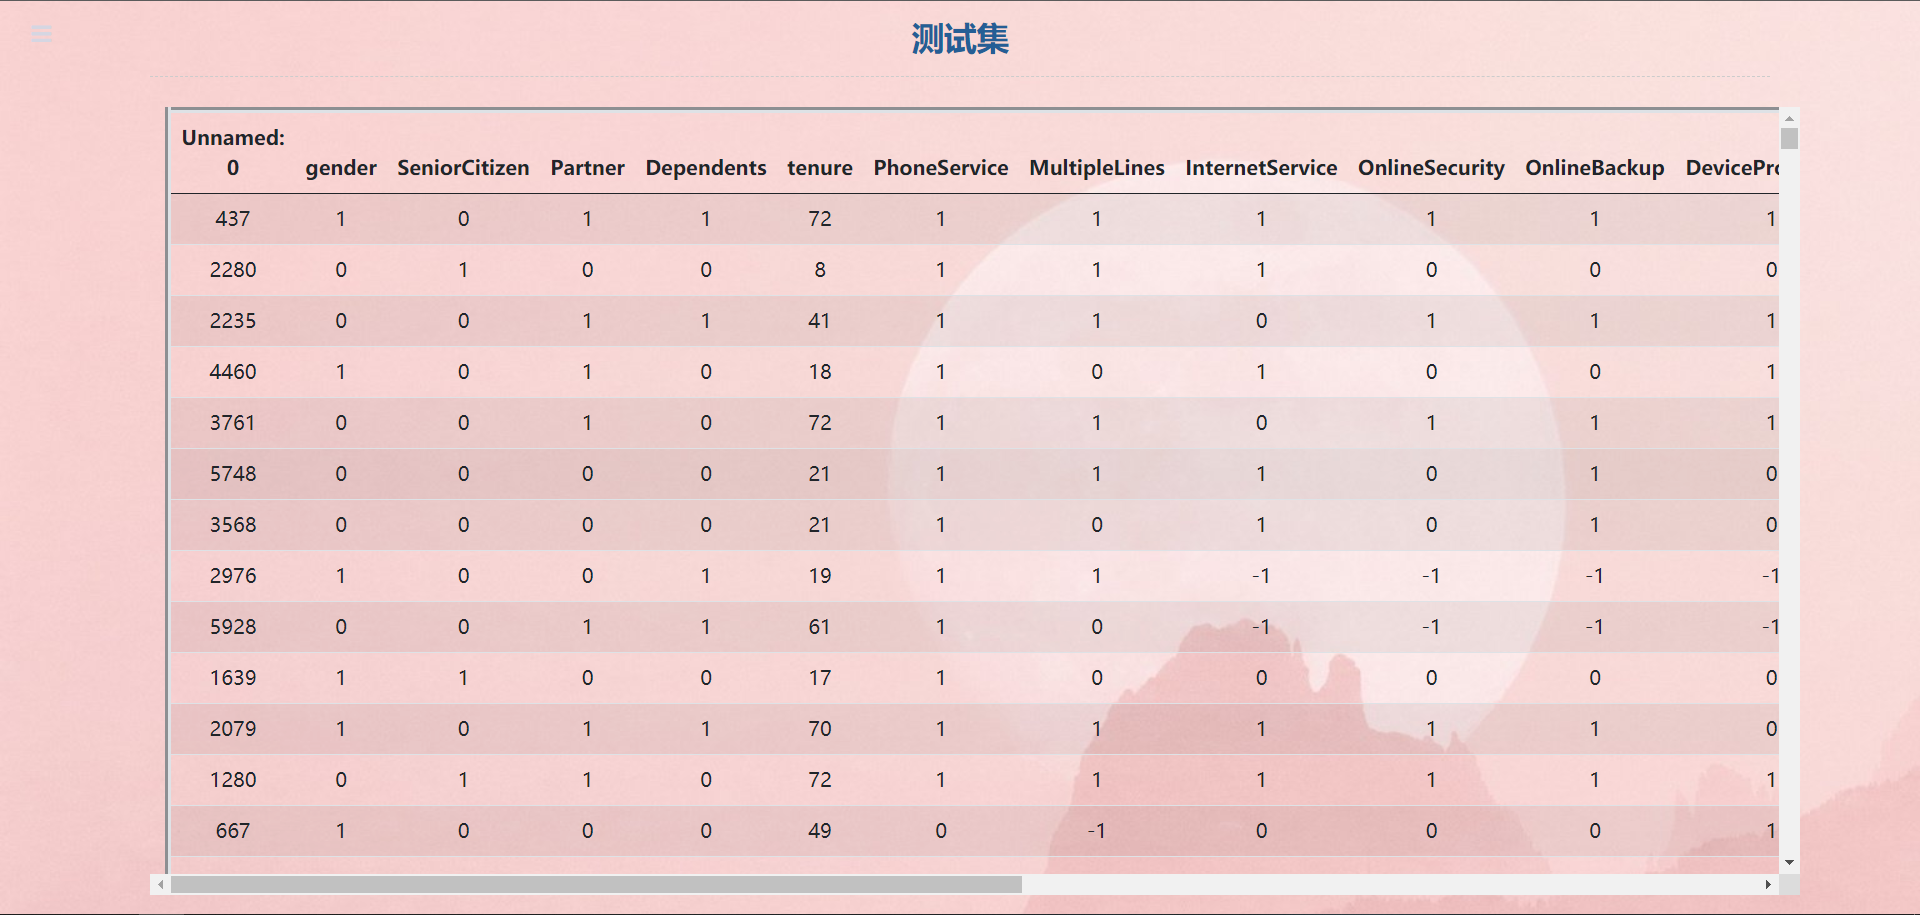 测试集
Unnamed: 0 gender SeniorCitizen Partner Dependents tenure PhoneService MultipleLines InternetService OnlineSecurity OnlineBackup DevicePro
437 1 0 1 1 72 1 1 1 1 1 1
2280 0 1 0 0 8 1 1 1 0 0 0
2235 0 0 1 1 41 1 1 0 1 1 1
4460 1 0 1 0 18 1 0 1 0 0 1
3761 0 0 1 0 72 1 1 0 1 1 1
5748 0 0 0 0 21 1 1 1 0 1 0
3568 0 0 0 0 21 1 0 1 0 1 0
2976 1 0 0 1 19 1 1 -1 -1 -1 -1
5928 0 0 1 1 61 1 0 -1 -1 -1 -1
1639 1 1 0 0 17 1 0 0 0 0 0
2079 1 0 1 1 70 1 1 1 1 1 0
1280 0 1 1 0 72 1 1 1 1 1 1
667 1 0 0 0 49 0 -1 0 0 0 1